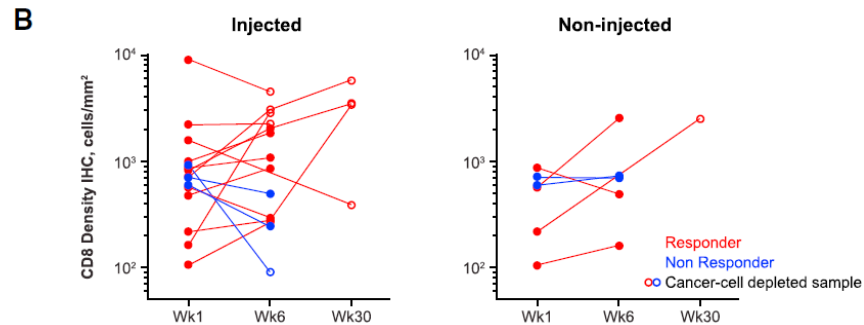 B
Injected
Non-injected
CD8 Density IHC, cells/mm²
10⁴
10³
10²
Wk1 Wk6 Wk30
10⁴
10³
10²
Wk1 Wk6 Wk30
Responder
Non Responder
Cancer-cell depleted sample